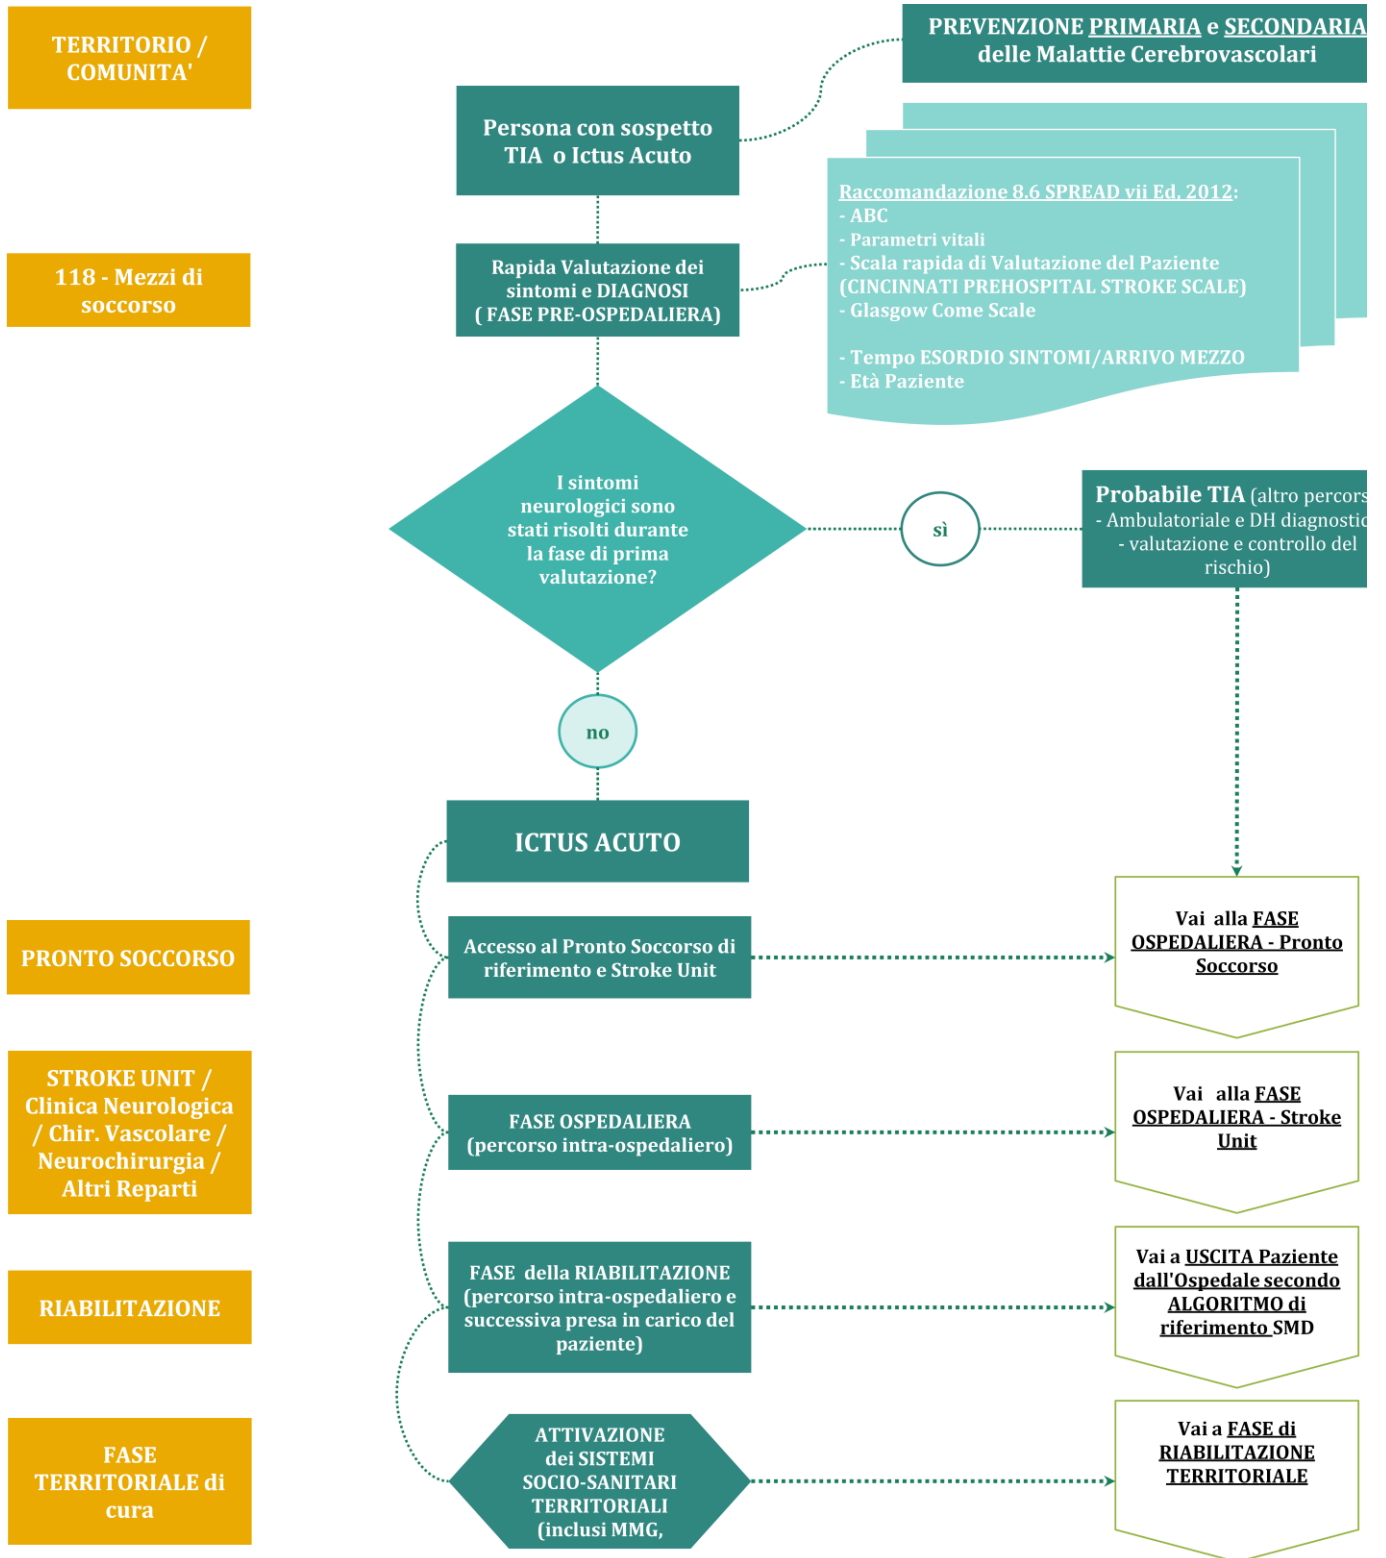 TERRITORIO /
COMUNITA'
PREVENZIONE PRIMARIA e SECONDARIA
delle Malattie Cerebrovascolari
Persona con sospetto
TIA o Ictus Acuto
Raccomandazione 8.6 SPREAD vii Ed. 2012:
- ABC
- Parametri vitali
- Scala rapida di Valutazione del Paziente
(CINCINNATI PREHOSPITAL STROKE SCALE)
- Glasgow Come Scale
- Tempo ESORDIO SINTOMI/ARRIVO MEZZO
- Età Paziente
118 - Mezzi di
soccorso
Rapida Valutazione dei
sintomi e DIAGNOSI
( FASE PRE-OSPEDALIERA)
I sintomi
neurologici sono
stati risolti durante
la fase di prima
valutazione?
sì
Probabile TIA (altro percors
- Ambulatoriale e DH diagnostic
- valutazione e controllo del
rischio)
no
ICTUS ACUTO
PRONTO SOCCORSO
Accesso al Pronto Soccorso di
riferimento e Stroke Unit
Vai alla FASE
OSPEDALIERA - Pronto
Soccorso
STROKE UNIT /
Clinica Neurologica
/ Chir. Vascolare /
Neurochirurgia /
Altri Reparti
FASE OSPEDALIERA
(percorso intra-ospedaliero)
Vai alla FASE
OSPEDALIERA - Stroke
Unit
RIABILITAZIONE
FASE della RIABILITAZIONE
(percorso intra-ospedaliero e
successiva presa in carico del
paziente)
Vai a USCITA Paziente
dall'Ospedale secondo
ALGORITMO di
riferimento SMD
FASE
TERRITORIALE di
cura
ATTIVAZIONE
dei SISTEMI
SOCIO-SANITARI
TERRITORIALI
(inclusi MMG,
Vai a FASE di
RIABILITAZIONE
TERRITORIALE